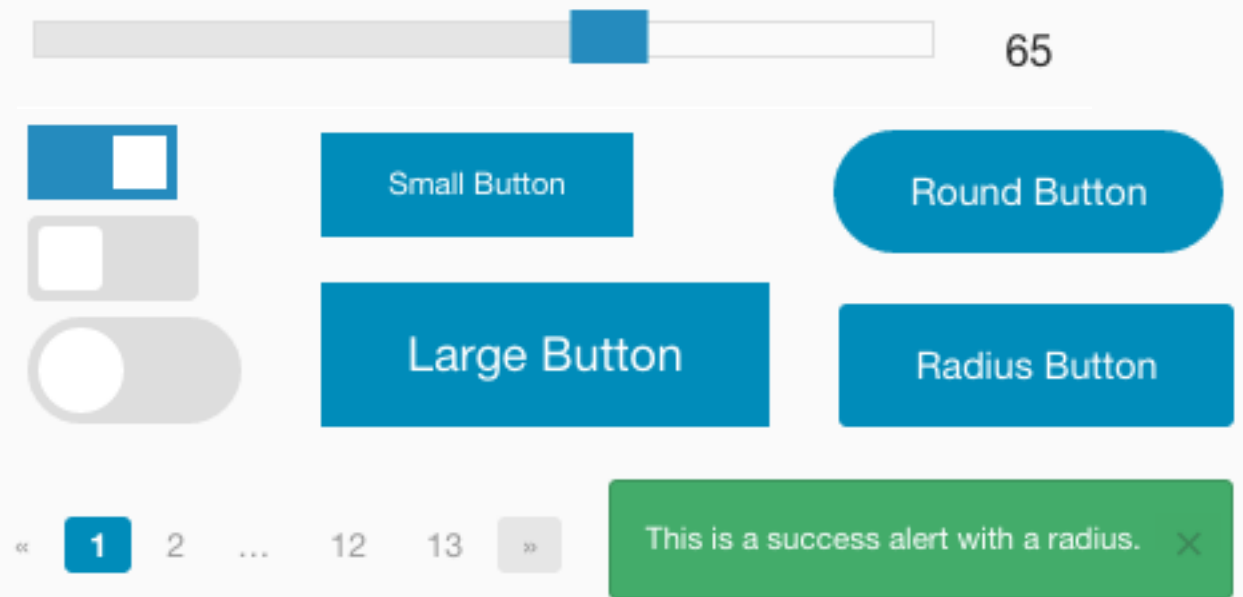 65
Small Button
Round Button
Large Button
Radius Button
« 1 2 … 12 13 »
This is a success alert with a radius. ×